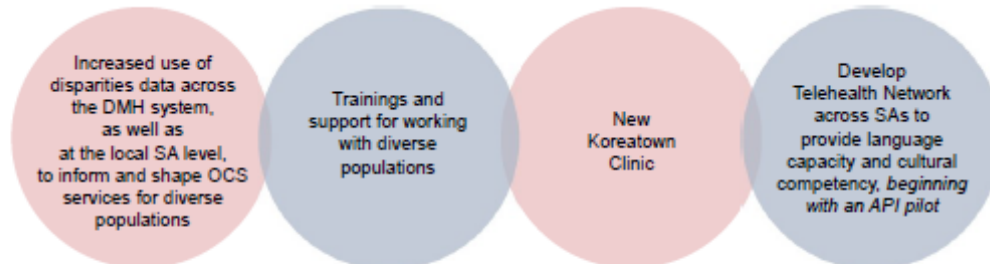 Increased use of
disparities data across
the DMH system,
as well as
at the local SA level,
to inform and shape OCS
services for diverse
populations
Trainings and
support for working
with diverse
populations
New
Koreatown
Clinic
Develop
Telehealth Network
across SAs to
provide language
capacity and cultural
competency, beginning
with an API pilot